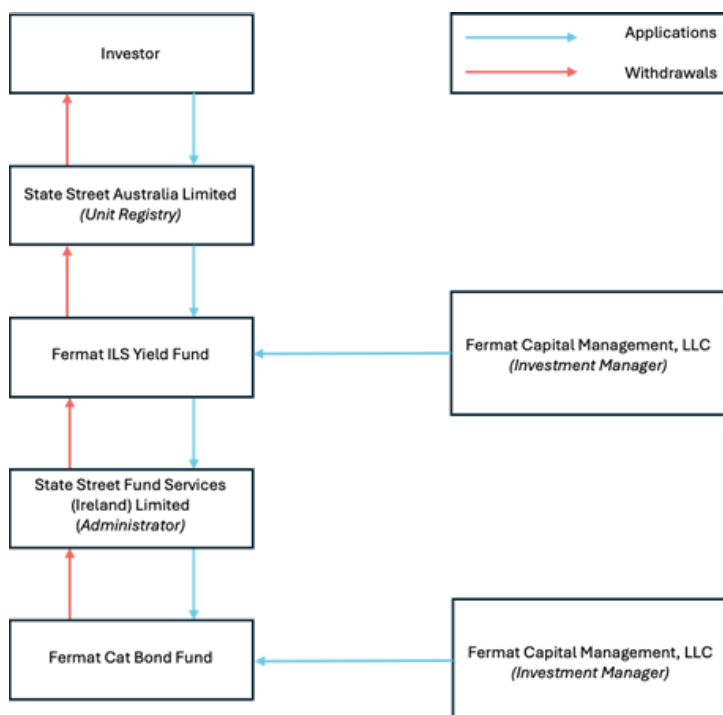 Investor
Applications
Withdrawals
State Street Australia Limited
(Unit Registry)
Fermat ILS Yield Fund
Fermat Capital Management, LLC
(Investment Manager)
State Street Fund Services
(Ireland) Limited
(Administrator)
Fermat Cat Bond Fund
Fermat Capital Management, LLC
(Investment Manager)